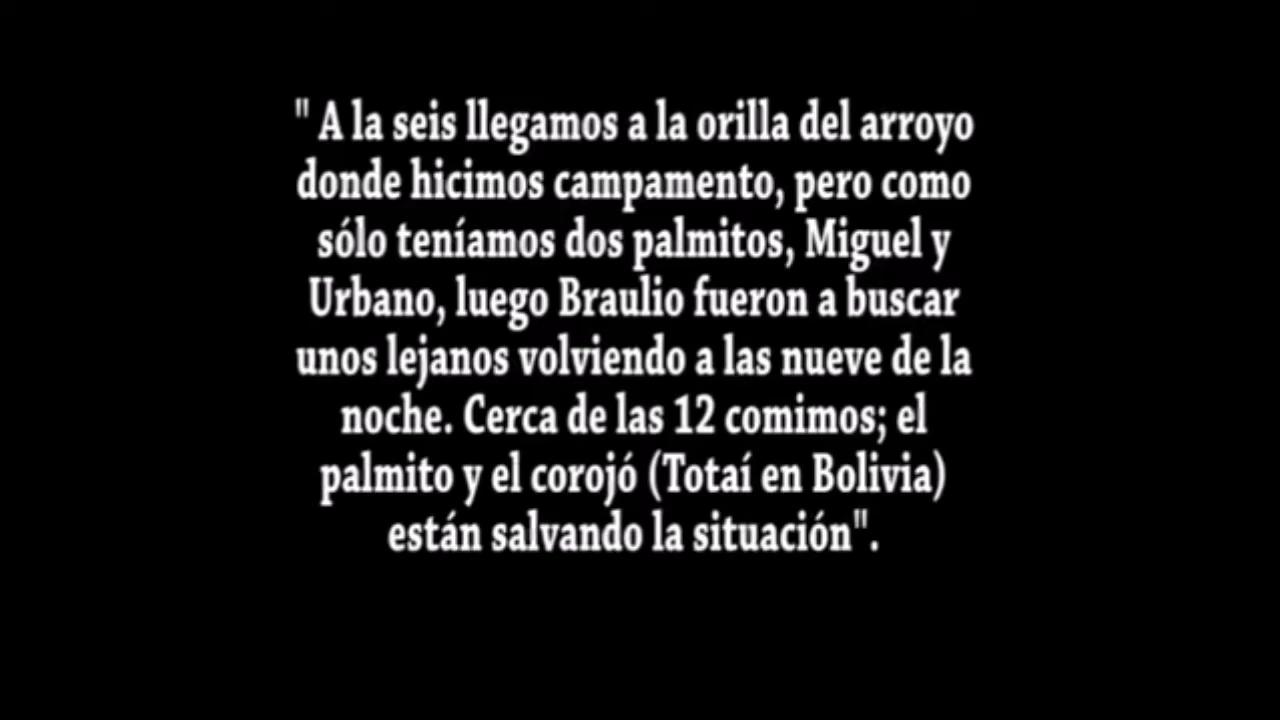 " A la seis llegamos a la orilla del arroyo
donde hicimos campamento, pero como
sólo teníamos dos palmitos, Miguel y
Urbano, luego Braulio fueron a buscar
unos lejanos volviendo a las nueve de la
noche. Cerca de las 12 comimos; el
palmito y el corojó (Totaí en Bolivia)
están salvando la situación".